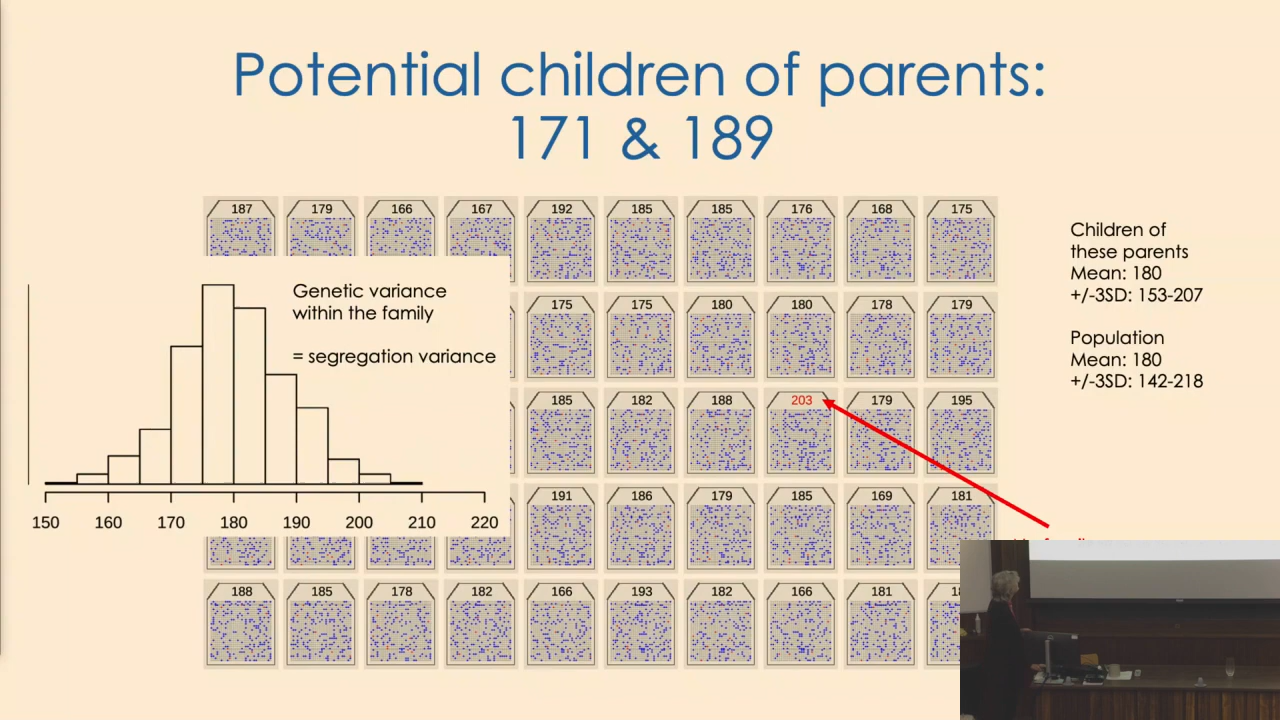 Potential children of parents:
171 & 189
187 179 166 167 192 185 185 176 168 175
Children of
these parents
Mean: 180
+/-3SD: 153-207
Population
Mean: 180
+/-3SD: 142-218
Genetic variance
within the family
= segregation variance
175 175 180 180 178 179
185 182 188 203 179 195
191 186 179 185 169 181
150 160 170 180 190 200 210 220
188 185 178 182 166 193 182 166 181